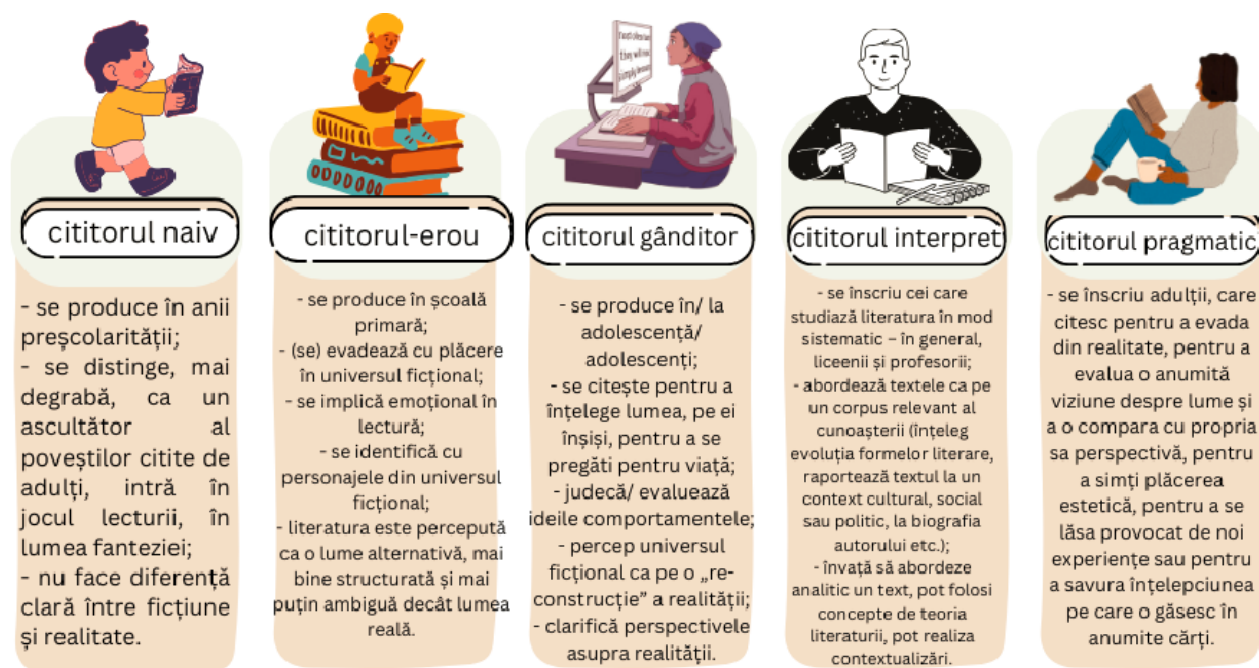 cititorul naiv
- se produce în anii
preșcolarității;
- se distinge, mai
degrabă, ca un
ascultător al
poveștilor citite de
adulți, intră în
jocul lecturii, în
lumea fanteziei;
- nu face diferență
clară între ficțiune
și realitate.
cititorul-erou
- se produce în școală
primară;
- (se) evadează cu plăcere
în universul ficțional;
- se implică emoțional în
lectură;
- se identifică cu
personajele din universul
ficțional;
- literatura este percepută
ca o lume alternativă, mai
bine structurată și mai
puțin ambiguă decât lumea
reală.
cititorul gânditor
- se produce în/ la
adolescență/
adolescenți;
- se citește pentru a
înțelege lumea, pe ei
înșiși, pentru a se
pregăti pentru viață;
- judecă/ evaluează
ideile comportamentele;
- percep universul
ficțional ca pe o „re-
construcție” a realității;
- clarifică perspectivele
asupra realității.
cititorul interpret
- se înscriu cei care
studiază literatura în mod
sistematic – în general,
liceenii și profesorii;
- abordează textele ca pe
un corpus relevant al
cunoașterii (înțeleg
evoluția formelor literare,
raportează textul la un
context cultural, social
sau politic, la biografia
autorului etc.);
- învață să abordeze
analitic un text, pot folosi
concepte de teoria
literaturii, pot realiza
contextualizări.
cititorul pragmatic
- se înscriu adulții, care
citesc pentru a evada
din realitate, pentru a
evalua o anumită
viziune despre lume și
a o compara cu propria
sa perspectivă, pentru
a simți plăcerea
estetică, pentru a se
lăsa provocat de noi
experiențe sau pentru
a savura înțelepciunea
pe care o găsesc în
anumite cărți.